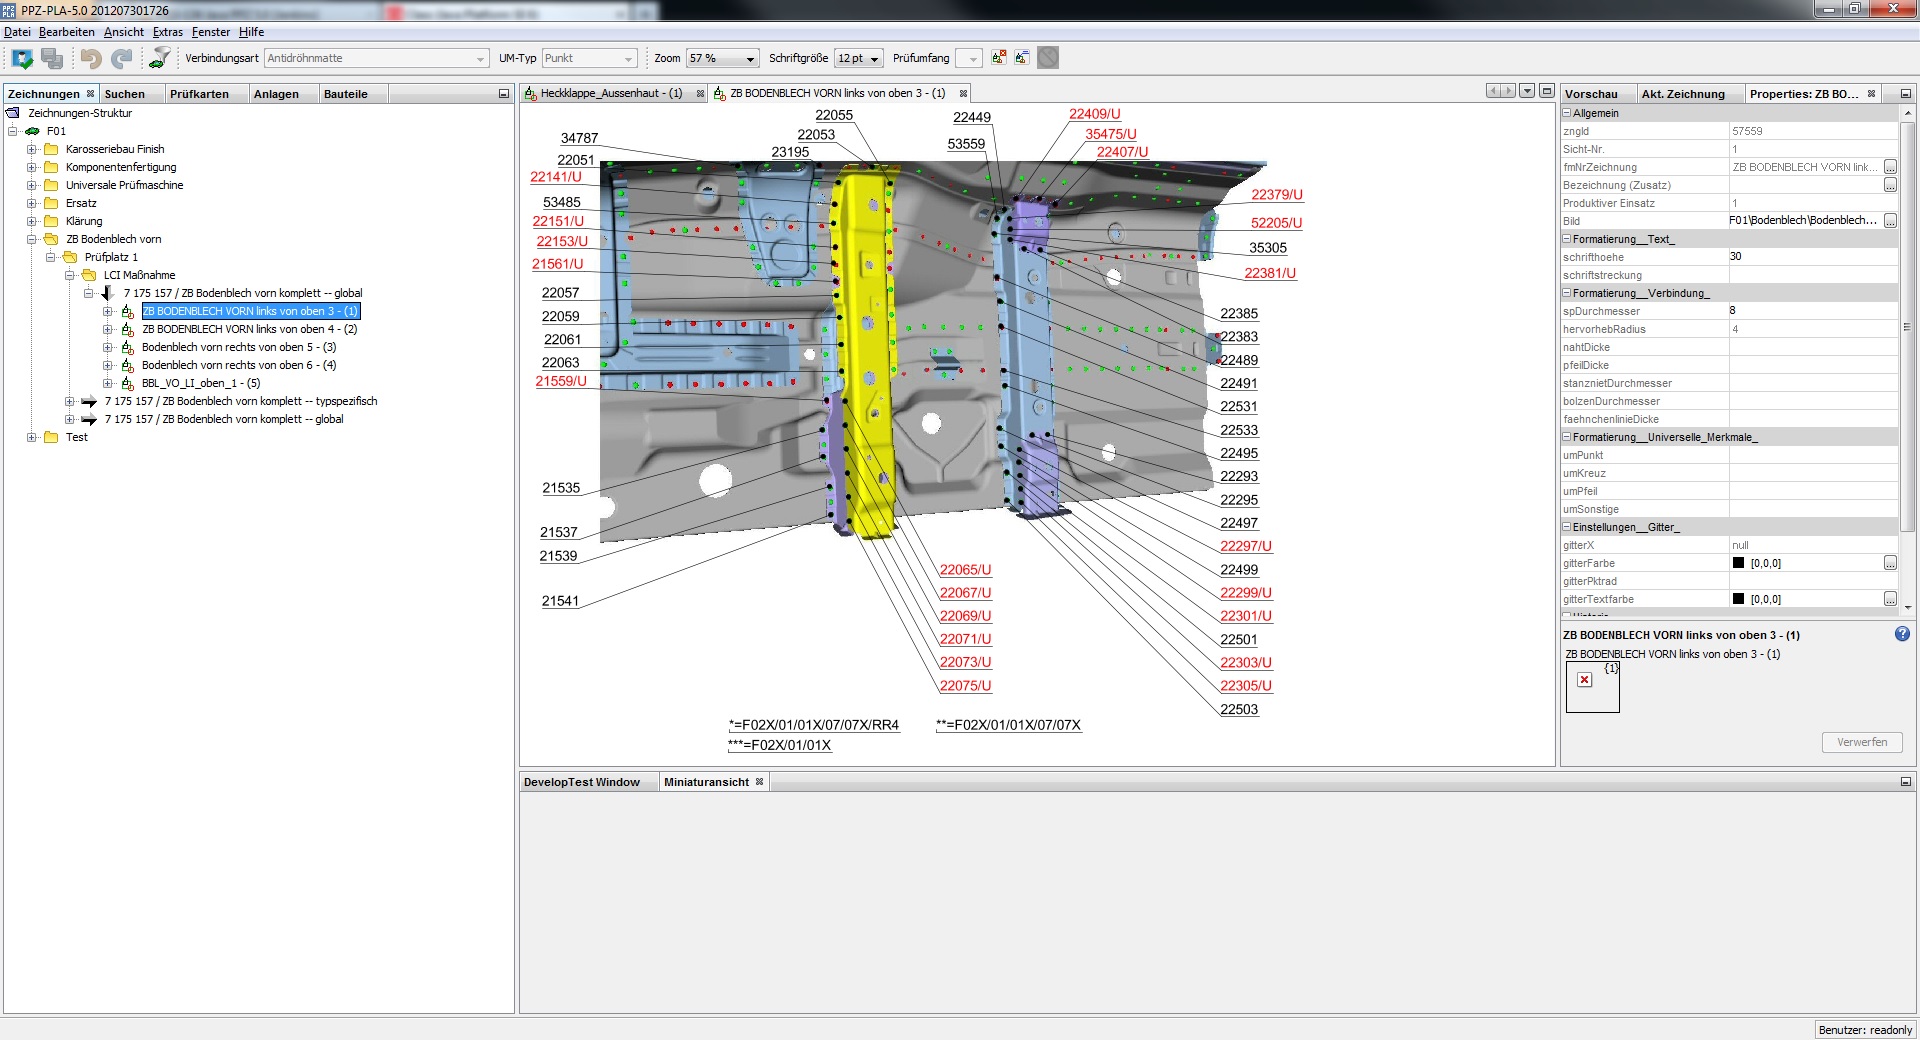 PPZ-PLA-5.0 201207301726
Datei Bearbeiten Ansicht Extras Fenster Hilfe
Verbindungsart Antidröhnmatte UM-Typ Punkt Zoom 57 % Schriftgröße 12 pt Prüfumfang
Zeichnungen Suchen Prüfkarten Anlagen Bauteile
Zeichnungen-Struktur
F01
Karosseriebau Finish
Komponentenfertigung
Universale Prüfmaschine
Ersatz
Klärung
ZB Bodenblech vorn
Prüfplatz 1
LCI Maßnahme
7 175 157 / ZB Bodenblech vorn komplett -- global
ZB BODENBLECH VORN links von oben 3 - (1)
ZB BODENBLECH VORN links von oben 4 - (2)
Bodenblech vorn rechts von oben 5 - (3)
Bodenblech vorn rechts von oben 6 - (4)
BBL_VO_LI_oben_1 - (5)
7 175 157 / ZB Bodenblech vorn komplett -- typspezifisch
7 175 157 / ZB Bodenblech vorn komplett -- global
Test
Heckklappe_Aussenhaut - (1) ZB BODENBLECH VORN links von oben 3 - (1)
34787
22055
22053
23195
22051
22141/U
53485
22151/U
22153/U
21561/U
22057
22059
22061
22063
21559/U
21535
21537
21539
21541
22449
53559
22409/U
35475/U
22407/U
22379/U
52205/U
35305
22381/U
22385
22383
22489
22491
22531
22533
22495
22293
22295
22497
22297/U
22499
22299/U
22301/U
22501
22303/U
22305/U
22503
22065/U
22067/U
22069/U
22071/U
22073/U
22075/U
*=F02X/01/01X/07/07X/RR4 **=F02X/01/01X/07/07X
***=F02X/01/01X
DevelopTest Window Miniaturansicht
Vorschau Akt. Zeichnung Properties: ZB BO...
Allgemein
zngId 57559
Sicht-Nr. 1
fmNrZeichnung ZB BODENBLECH VORN link... ...
Bezeichnung (Zusatz) ...
Produktiver Einsatz 1
Bild F01\Bodenblech\Bodenblech... ...
Formatierung__Text_
schrifthoehe 30
schriftstreckung
Formatierung__Verbindung_
spDurchmesser 8
hervorhebRadius 4
nahtDicke
pfeilDicke
stanznietDurchmesser
bolzenDurchmesser
faehnchenlinieDicke
Formatierung__Universelle_Merkmale_
umPunkt
umKreuz
umPfeil
umSonstige
Einstellungen__Gitter_
gitterX null
gitterFarbe [0,0,0] ...
gitterPktrad
gitterTextfarbe [0,0,0] ...
ZB BODENBLECH VORN links von oben 3 - (1)
ZB BODENBLECH VORN links von oben 3 - (1)
{1}
Verwerfen
Benutzer: readonly